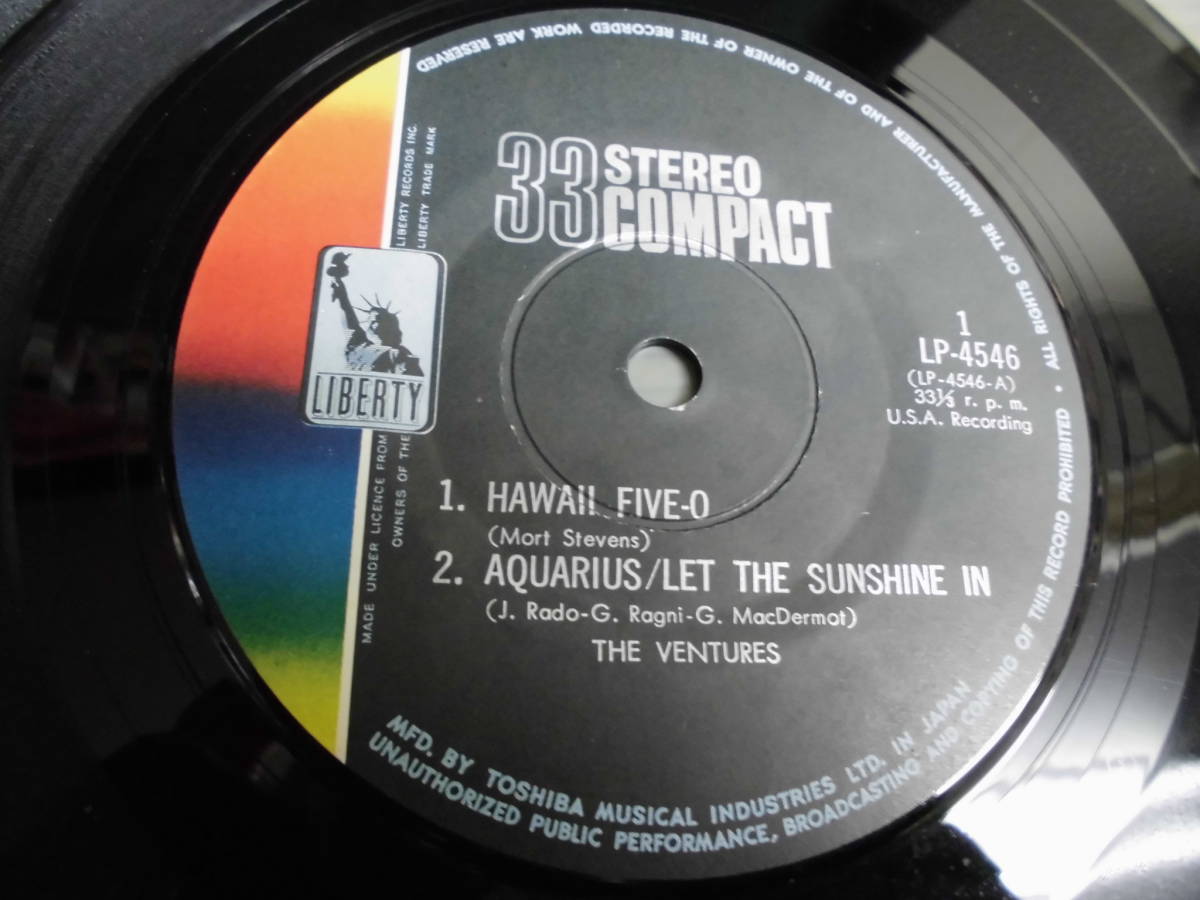 33 STEREO
COMPACT
LIBERTY
LIBERTY RECORDS INC.
LIBERTY TRADE MARK
MADE UNDER LICENCE FROM
OWNERS OF THE
1
LP-4546
(LP-4546-A)
33⅓ r. p. m.
U.S.A. Recording
1. HAWAII FIVE-O
(Mort Stevens)
2. AQUARIUS/LET THE SUNSHINE IN
(J. Rado-G. Ragni-G. MacDermot)
THE VENTURES
MFD. BY TOSHIBA MUSICAL INDUSTRIES LTD. IN JAPAN
UNAUTHORIZED PUBLIC PERFORMANCE, BROADCASTING AND COPYING OF THIS RECORD PROHIBITED • ALL RIGHTS OF THE MANUFACTURER AND OF THE OWNER OF THE RECORDED WORK ARE RESERVED